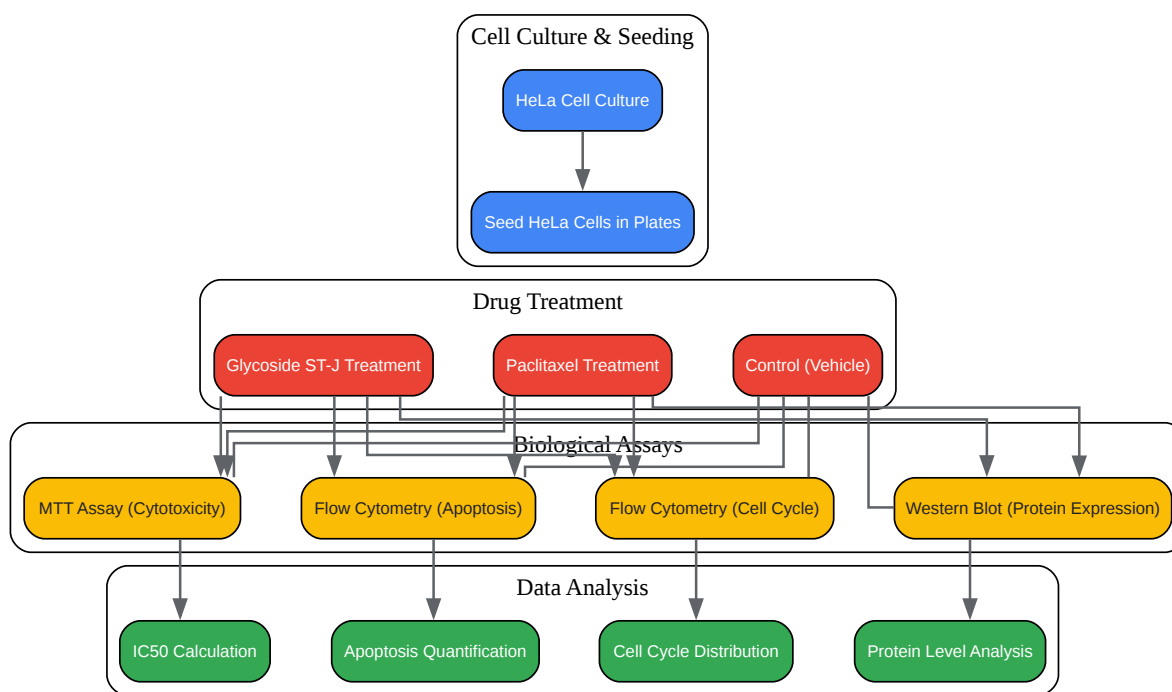 Cell Culture & Seeding
HeLa Cell Culture
Seed HeLa Cells in Plates
Drug Treatment
Glycoside ST-J Treatment
Paclitaxel Treatment
Control (Vehicle)
Biological Assays
MTT Assay (Cytotoxicity)
Flow Cytometry (Apoptosis)
Flow Cytometry (Cell Cycle)
Western Blot (Protein Expression)
Data Analysis
IC50 Calculation
Apoptosis Quantification
Cell Cycle Distribution
Protein Level Analysis